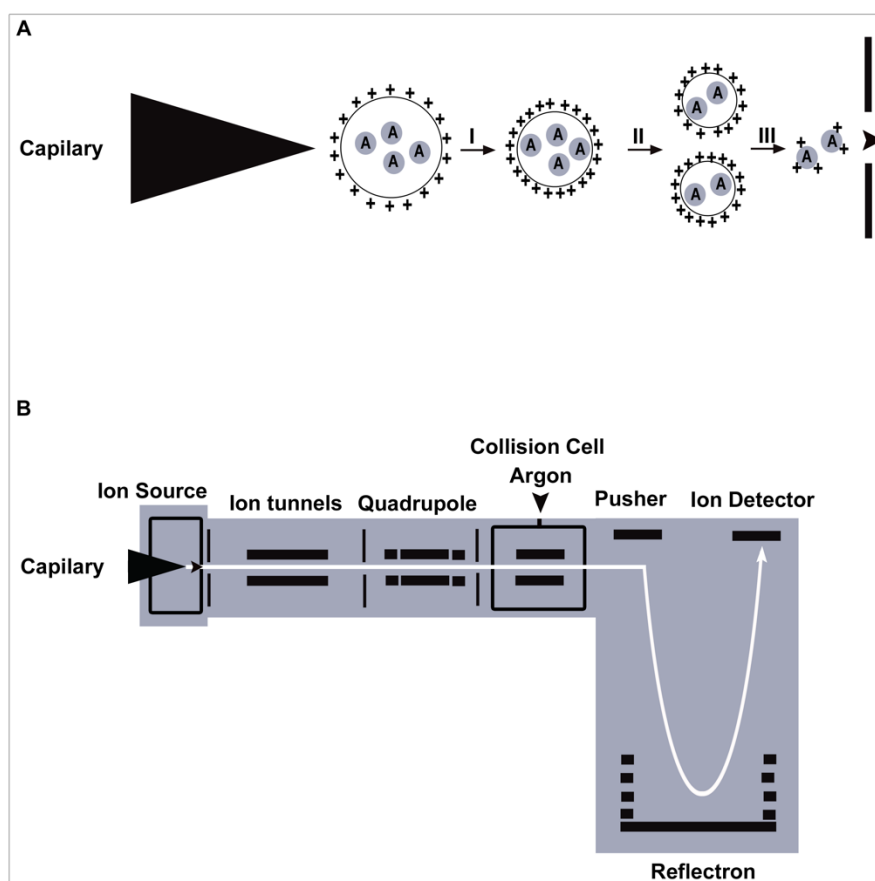 A
Capilary
+ + + + + + + + + + + + + + + + + +
A A A A
I
A A A A
II
A A
A A
III
A A
B
Collision Cell
Argon
Ion Source
Ion tunnels
Quadrupole
Pusher
Ion Detector
Capilary
Reflectron